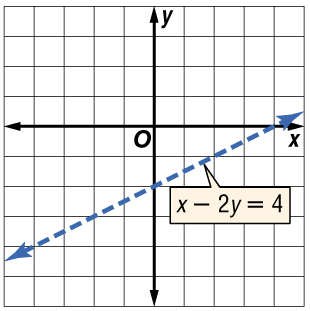 y
O
x
x − 2y = 4